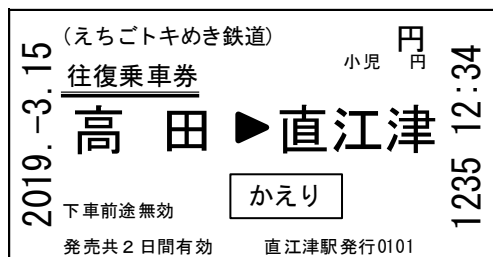 2019.-3.15
(えちごトキめき鉄道)
円
小児 円
往復乗車券
高田▶直江津
かえり
下車前途無効
発売共2日間有効 直江津駅発行0101
1235 12:34